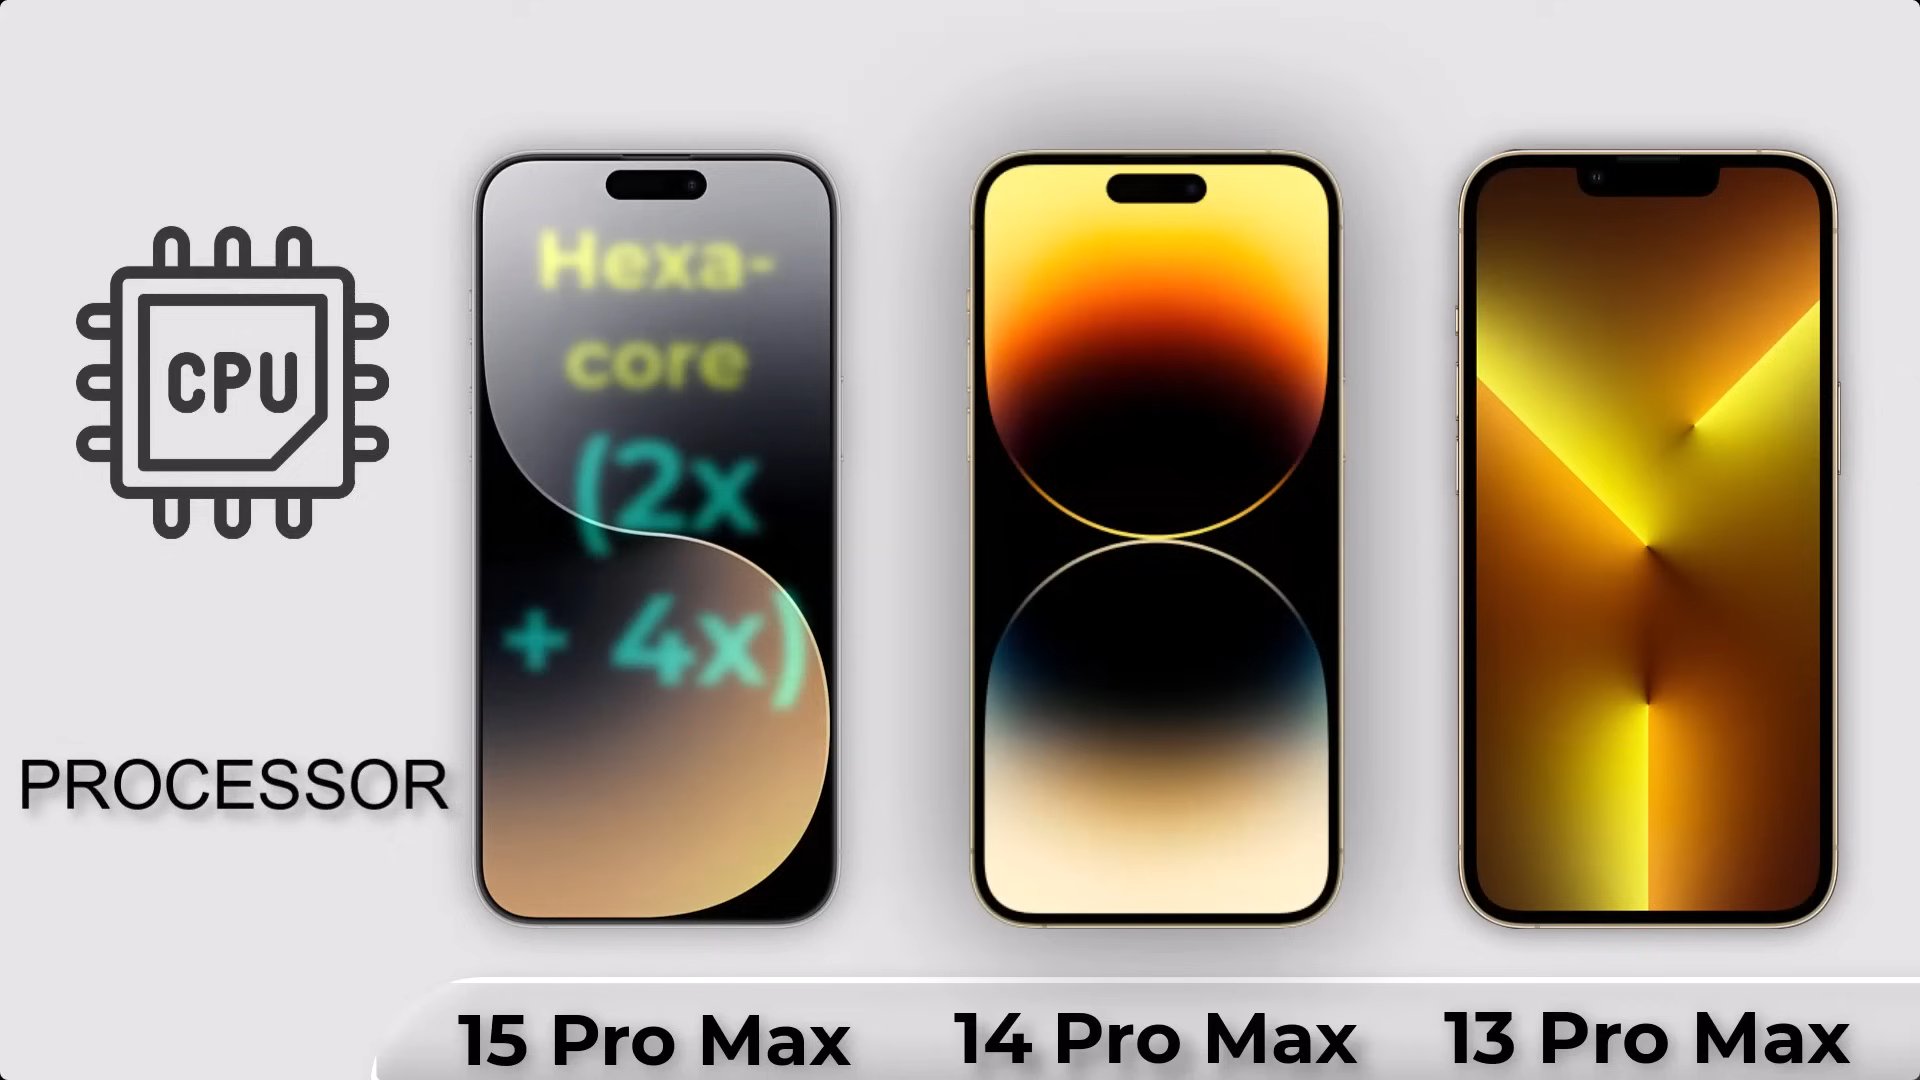 CPU
PROCESSOR
Hexa-
core
(2x
+ 4x)
15 Pro Max
14 Pro Max
13 Pro Max